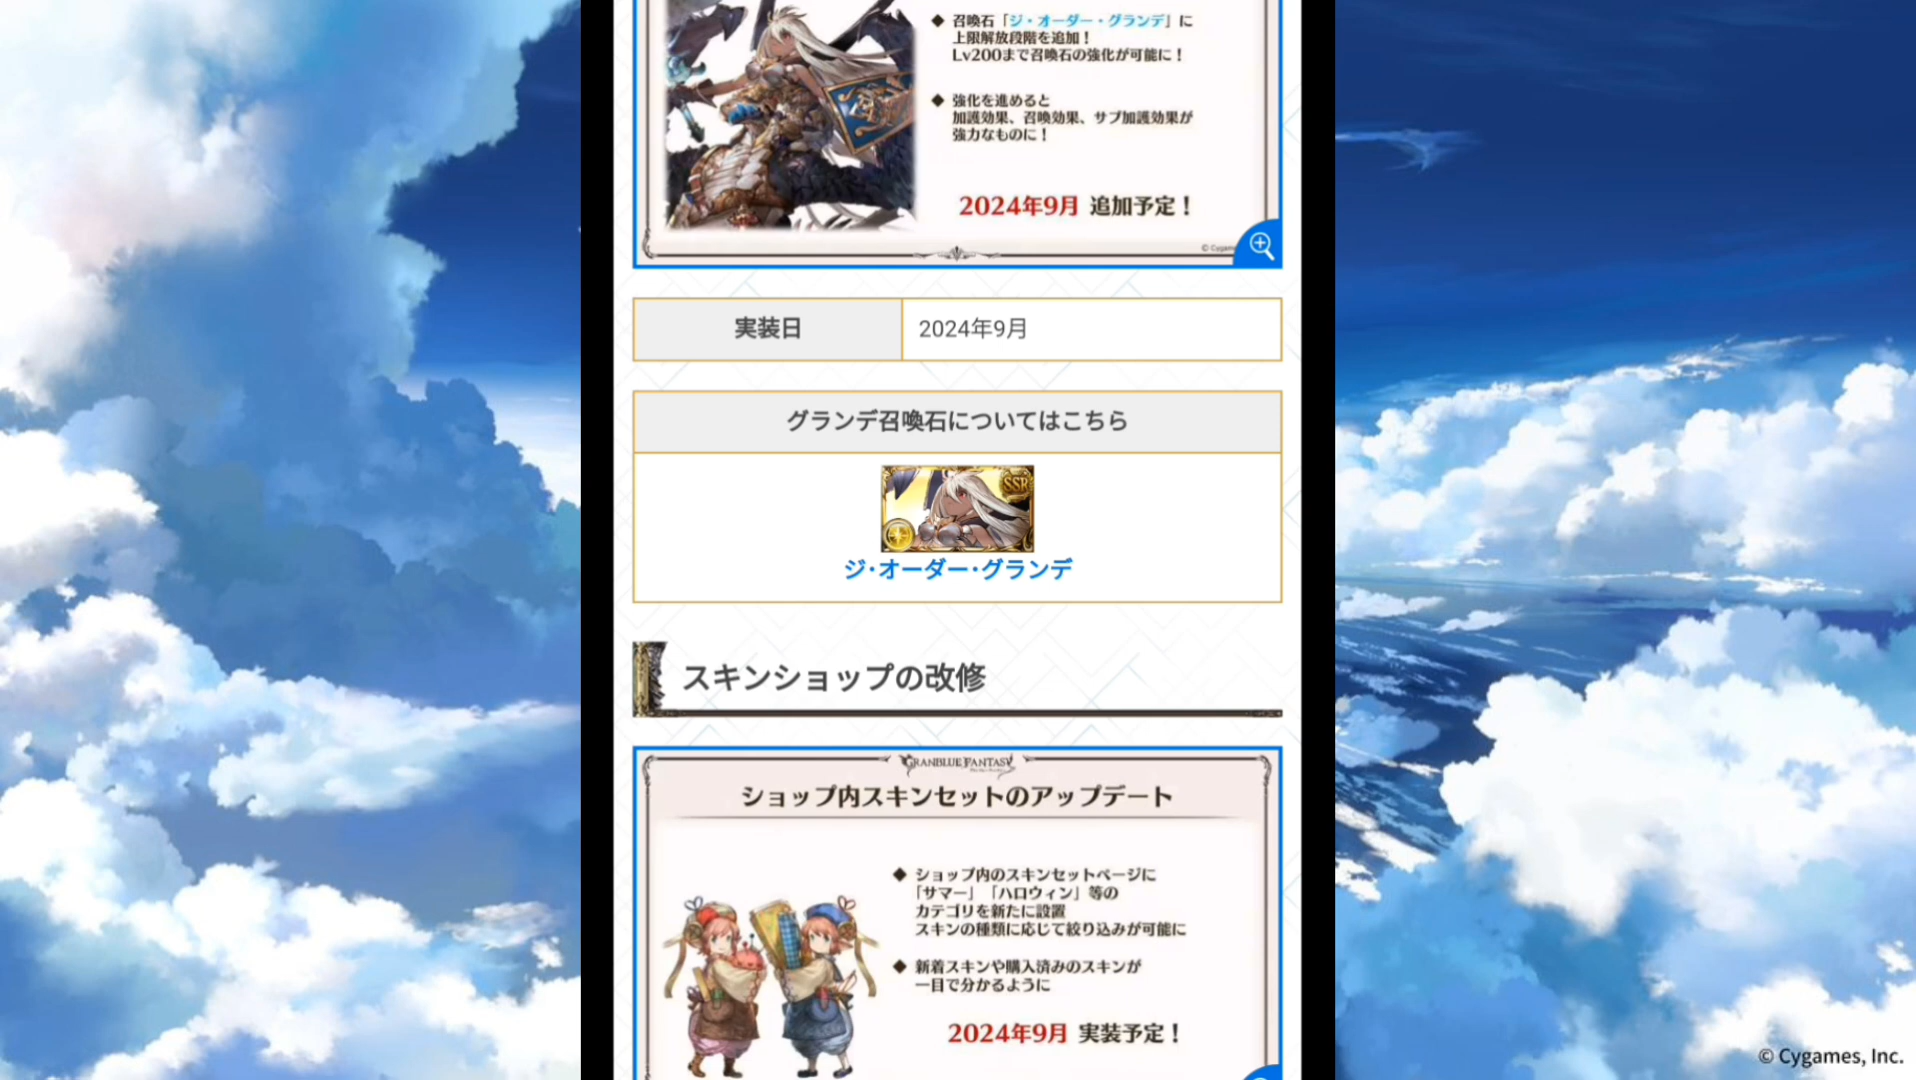 ◆ 召喚石「ジ・オーダー・グランデ」に
上限解放段階を追加！
Lv200まで召喚石の強化が可能に！
◆ 強化を進めると
加護効果、召喚効果、サブ加護効果が
強力なものに！
2024年9月 追加予定！
実装日
2024年9月
グランデ召喚石についてはこちら
SSR
ジ・オーダー・グランデ
スキンショップの改修
GRANBLUE FANTASY
ショップ内スキンセットのアップデート
◆ ショップ内のスキンセットページに
「サマー」「ハロウィン」等の
カテゴリを新たに設置
スキンの種類に応じて絞り込みが可能に
◆ 新着スキンや購入済みのスキンが
一目で分かるように
2024年9月 実装予定！
© Cygames, Inc.